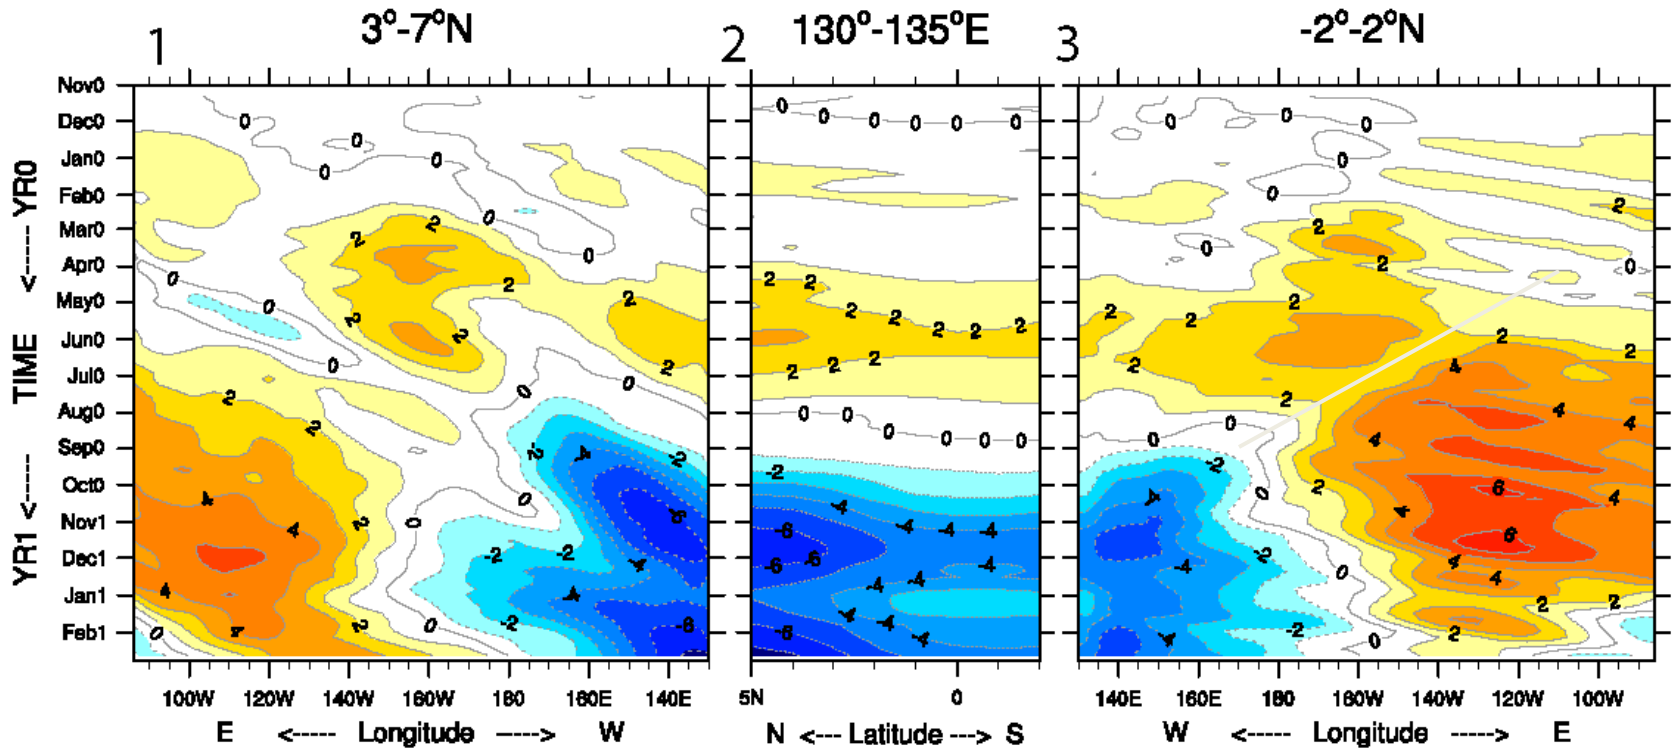 1 3°-7°N 2 130°-135°E 3 -2°-2°N
Nov0
Dec0
Jan0
Feb0
Mar0
Apr0
May0
Jun0
Jul0
Aug0
Sep0
Oct0
Nov1
Dec1
Jan1
Feb1
YR1 <----- TIME <----- YR0
100W 120W 140W 160W 180 160E 140E
E <----- Longitude -----> W
5N 0
N <--- Latitude ---> S
140E 160E 180 160W 140W 120W 100W
W <----- Longitude -----> E